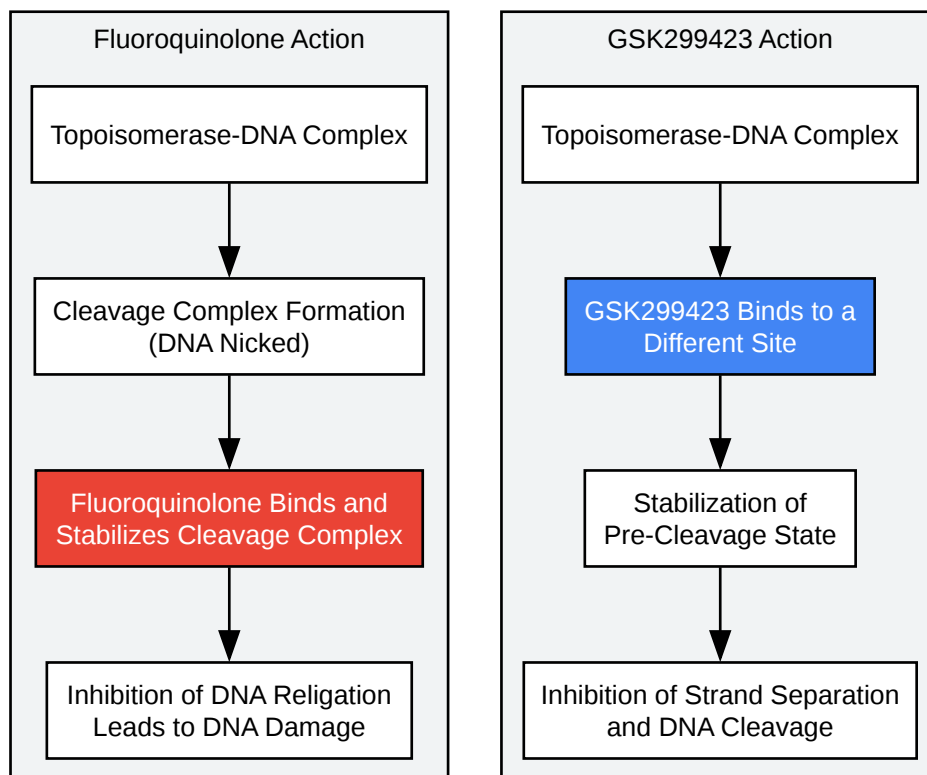 Fluoroquinolone Action
Topoisomerase-DNA Complex
Cleavage Complex Formation
(DNA Nicked)
Fluoroquinolone Binds and
Stabilizes Cleavage Complex
Inhibition of DNA Religation
Leads to DNA Damage
GSK299423 Action
Topoisomerase-DNA Complex
GSK299423 Binds to a
Different Site
Stabilization of
Pre-Cleavage State
Inhibition of Strand Separation
and DNA Cleavage